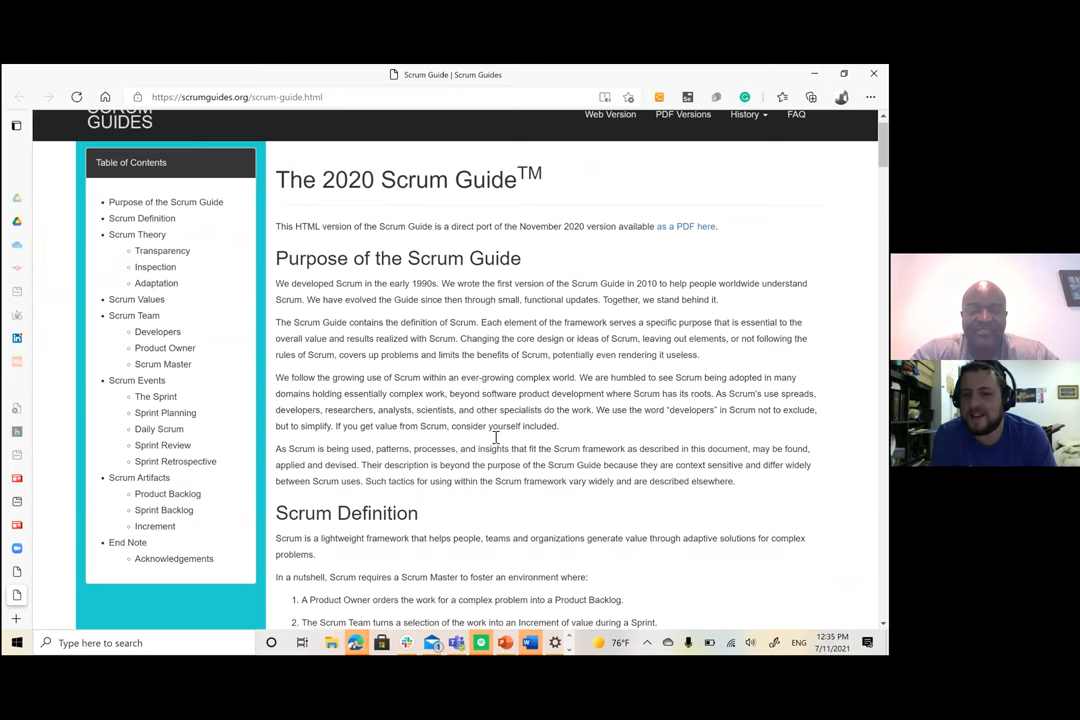 Scrum Guide | Scrum Guides
https://scrumguides.org/scrum-guide.html
SCRUM
GUIDES
Web Version
PDF Versions
History
FAQ
Table of Contents
Purpose of the Scrum Guide
Scrum Definition
Scrum Theory
Transparency
Inspection
Adaptation
Scrum Values
Scrum Team
Developers
Product Owner
Scrum Master
Scrum Events
The Sprint
Sprint Planning
Daily Scrum
Sprint Review
Sprint Retrospective
Scrum Artifacts
Product Backlog
Sprint Backlog
Increment
End Note
Acknowledgements
The 2020 Scrum Guide™
This HTML version of the Scrum Guide is a direct port of the November 2020 version available as a PDF here.
Purpose of the Scrum Guide
We developed Scrum in the early 1990s. We wrote the first version of the Scrum Guide in 2010 to help people worldwide understand
Scrum. We have evolved the Guide since then through small, functional updates. Together, we stand behind it.
The Scrum Guide contains the definition of Scrum. Each element of the framework serves a specific purpose that is essential to the
overall value and results realized with Scrum. Changing the core design or ideas of Scrum, leaving out elements, or not following the
rules of Scrum, covers up problems and limits the benefits of Scrum, potentially even rendering it useless.
We follow the growing use of Scrum within an ever-growing complex world. We are humbled to see Scrum being adopted in many
domains holding essentially complex work, beyond software product development where Scrum has its roots. As Scrum's use spreads,
developers, researchers, analysts, scientists, and other specialists do the work. We use the word “developers” in Scrum not to exclude,
but to simplify. If you get value from Scrum, consider yourself included.
As Scrum is being used, patterns, processes, and insights that fit the Scrum framework as described in this document, may be found,
applied and devised. Their description is beyond the purpose of the Scrum Guide because they are context sensitive and differ widely
between Scrum uses. Such tactics for using within the Scrum framework vary widely and are described elsewhere.
Scrum Definition
Scrum is a lightweight framework that helps people, teams and organizations generate value through adaptive solutions for complex
problems.
In a nutshell, Scrum requires a Scrum Master to foster an environment where:
1. A Product Owner orders the work for a complex problem into a Product Backlog.
2. The Scrum Team turns a selection of the work into an Increment of value during a Sprint.
Type here to search
76°F
ENG
12:35 PM
7/11/2021